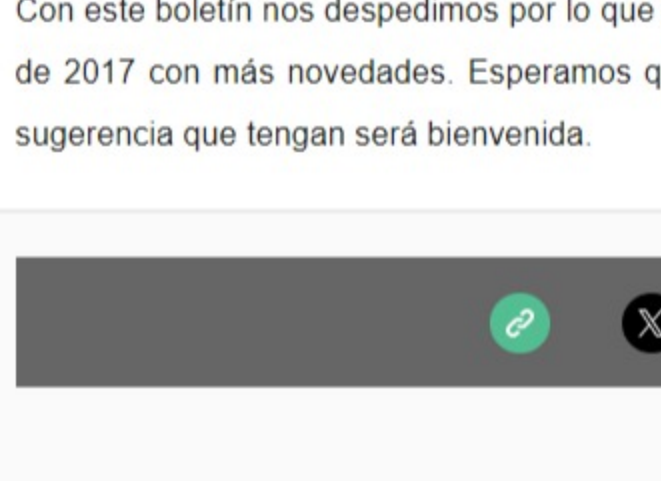 Con este boletín nos despedimos por lo que
de 2017 con más novedades. Esperamos q
sugerencia que tengan será bienvenida.